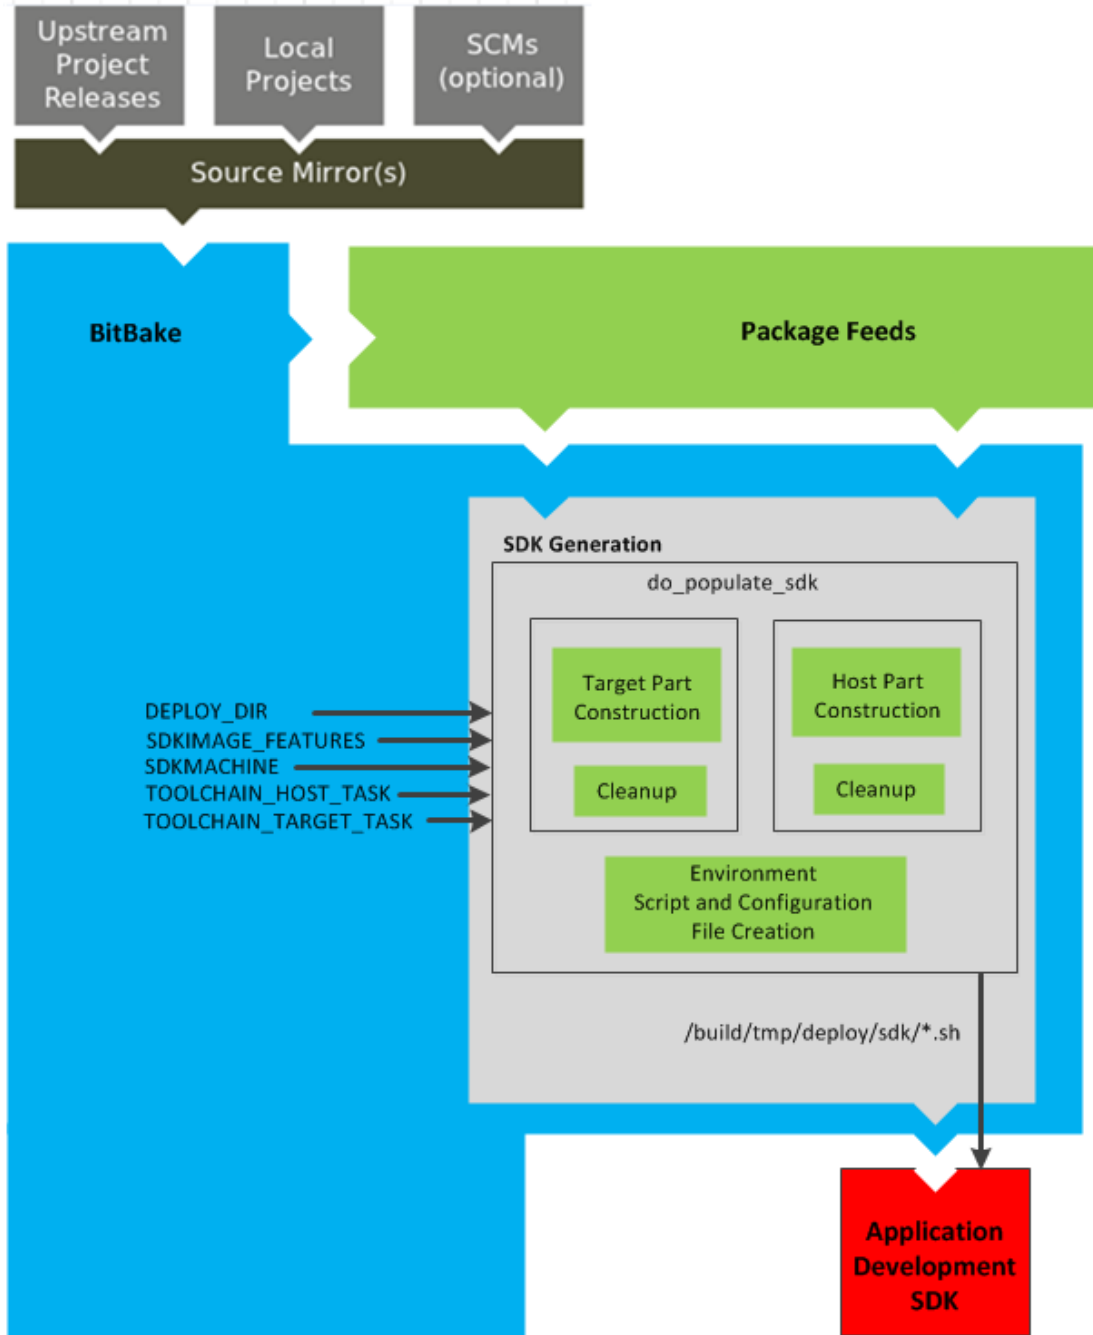 Upstream
Project
Releases
Local
Projects
SCMs
(optional)
Source Mirror(s)
BitBake
Package Feeds
SDK Generation
do_populate_sdk
Target Part
Construction
Host Part
Construction
Cleanup
Cleanup
DEPLOY_DIR
SDKIMAGE_FEATURES
SDKMACHINE
TOOLCHAIN_HOST_TASK
TOOLCHAIN_TARGET_TASK
Environment
Script and Configuration
File Creation
/build/tmp/deploy/sdk/*.sh
Application
Development
SDK